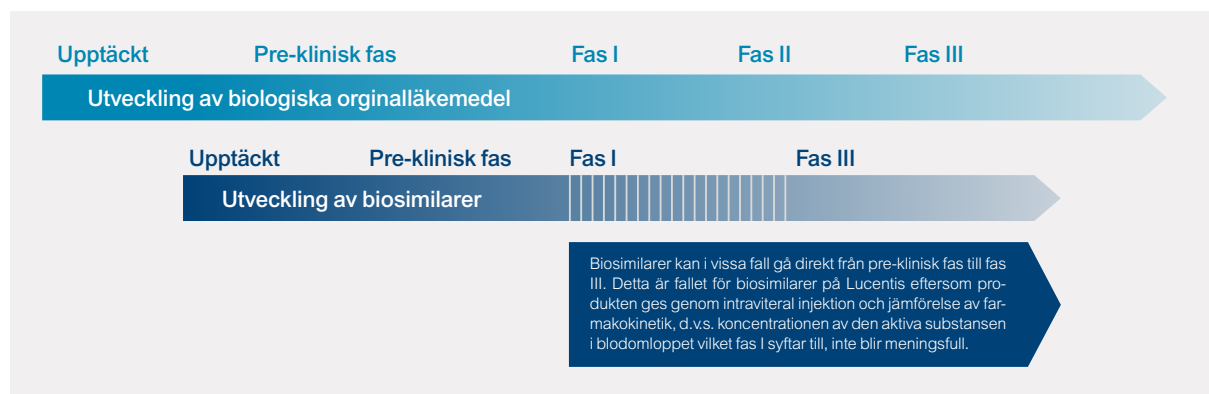 Upptäckt Pre-klinisk fas Fas I Fas II Fas III
Utveckling av biologiska orginalläkemedel
Upptäckt Pre-klinisk fas Fas I Fas III
Utveckling av biosimilarer
Biosimilarer kan i vissa fall gå direkt från pre-klinisk fas till fas
III. Detta är fallet för biosimilarer på Lucentis eftersom pro-
dukten ges genom intraviteral injektion och jämförelse av far-
makokinetik, d.v.s. koncentrationen av den aktiva substansen
i blodomloppet vilket fas I syftar till, inte blir meningsfull.